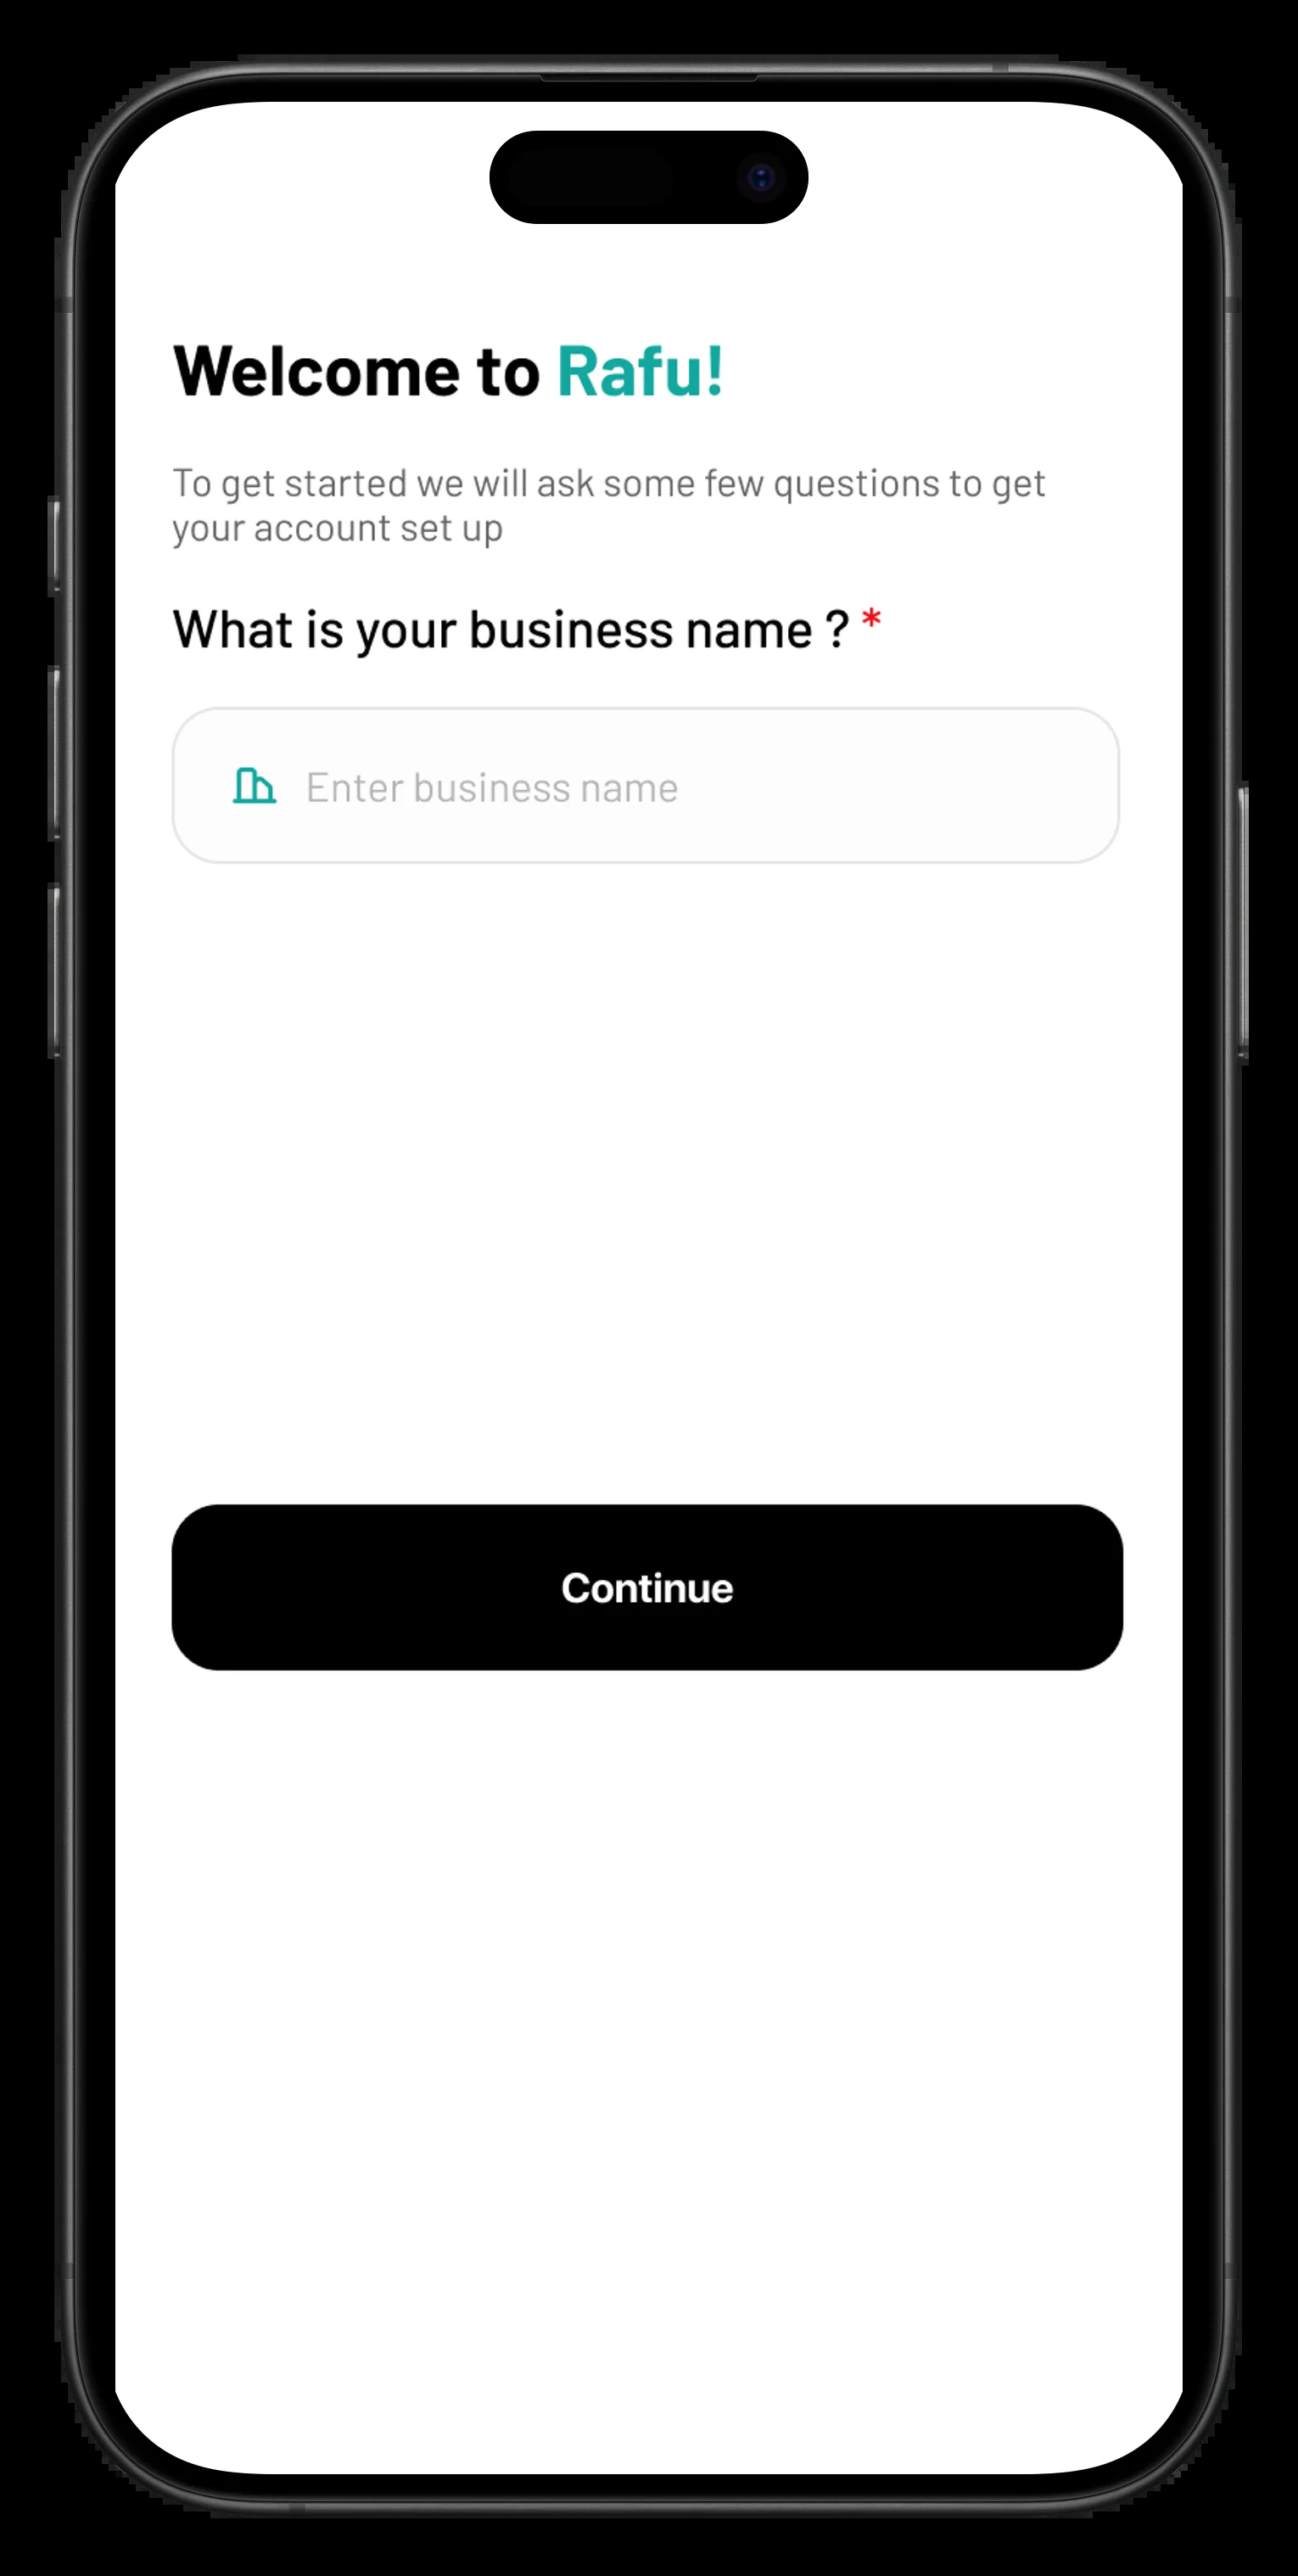 Welcome to Rafu!
To get started we will ask some few questions to get
your account set up
What is your business name ? *
Enter business name
Continue